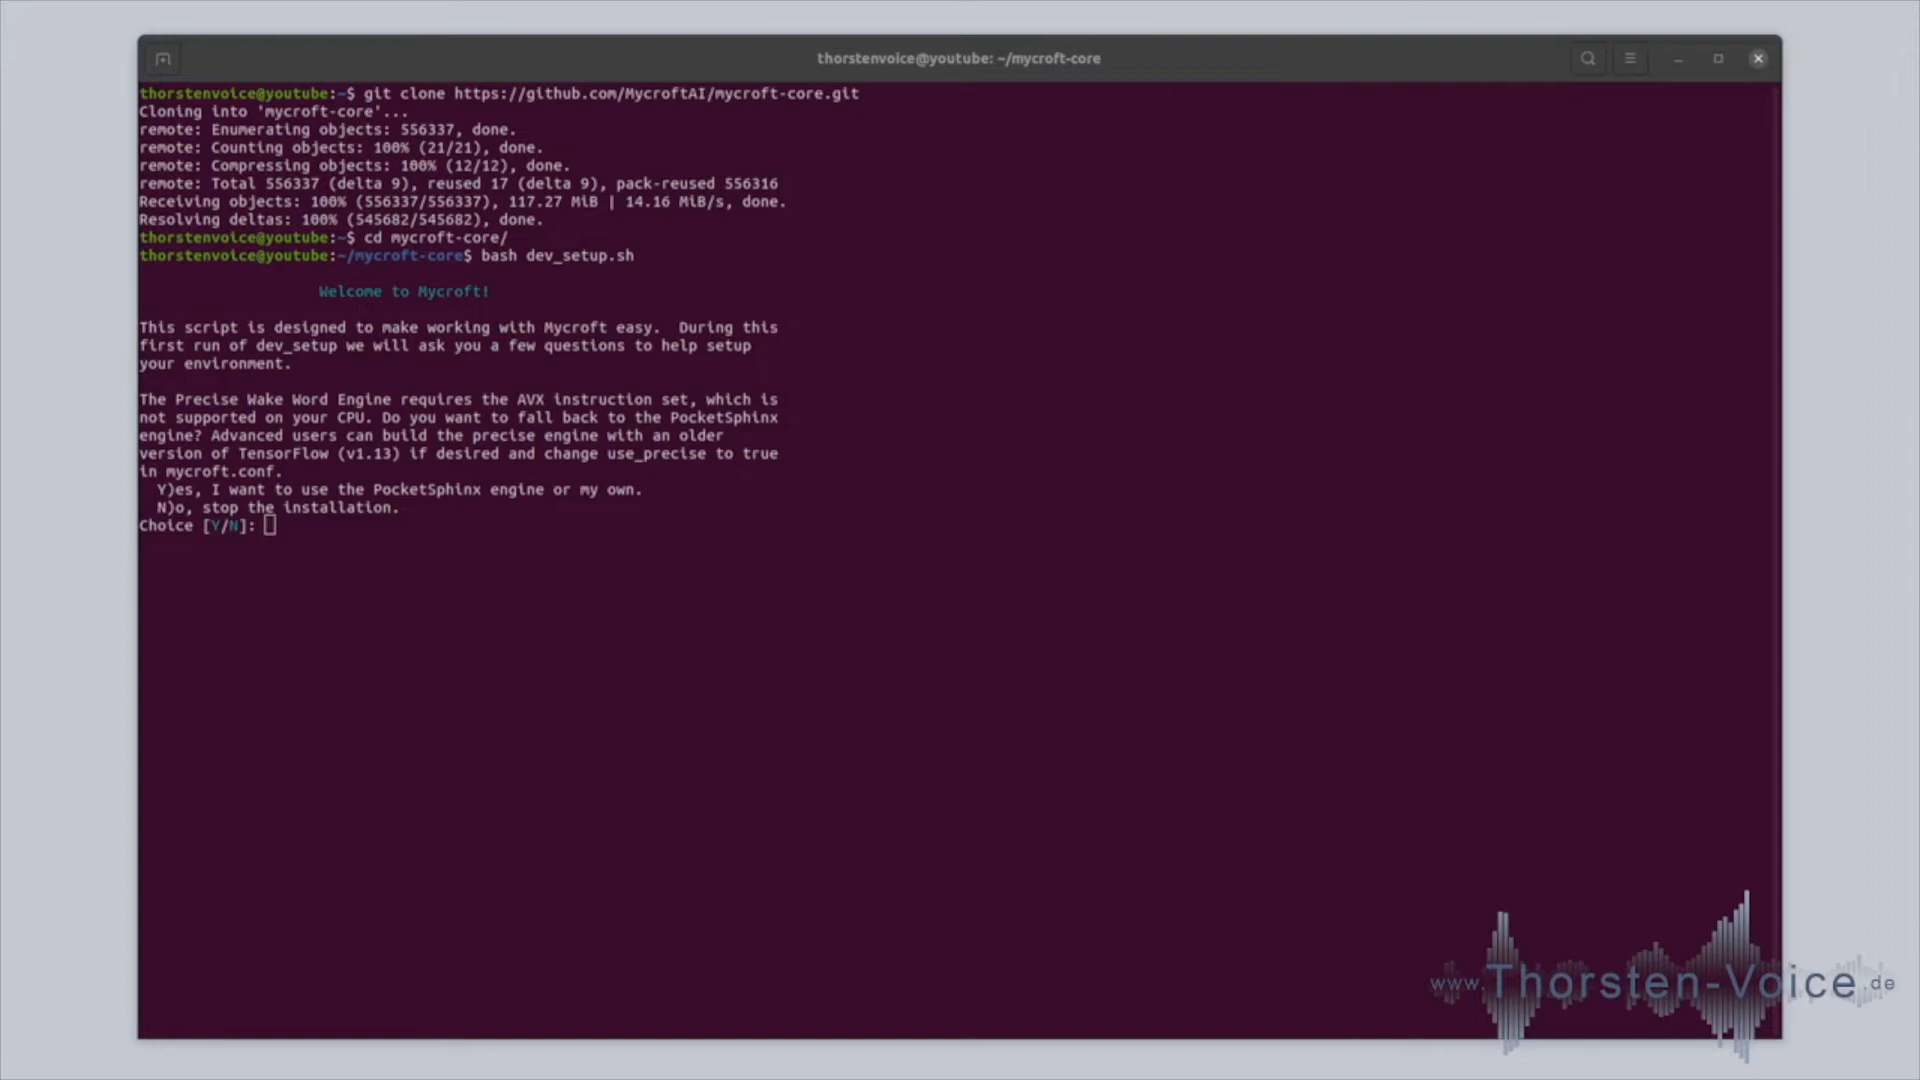 thorstenvoice@youtube: ~/mycroft-core
thorstenvoice@youtube:~$ git clone https://github.com/MycroftAI/mycroft-core.git
Cloning into 'mycroft-core'...
remote: Enumerating objects: 556337, done.
remote: Counting objects: 100% (21/21), done.
remote: Compressing objects: 100% (12/12), done.
remote: Total 556337 (delta 9), reused 17 (delta 9), pack-reused 556316
Receiving objects: 100% (556337/556337), 117.27 MiB | 14.16 MiB/s, done.
Resolving deltas: 100% (545682/545682), done.
thorstenvoice@youtube:~$ cd mycroft-core/
thorstenvoice@youtube:~/mycroft-core$ bash dev_setup.sh
Welcome to Mycroft!
This script is designed to make working with Mycroft easy.  During this
first run of dev_setup we will ask you a few questions to help setup
your environment.
The Precise Wake Word Engine requires the AVX instruction set, which is
not supported on your CPU. Do you want to fall back to the PocketSphinx
engine? Advanced users can build the precise engine with an older
version of TensorFlow (v1.13) if desired and change use_precise to true
in mycroft.conf.
Y)es, I want to use the PocketSphinx engine or my own.
N)o, stop the installation.
Choice [Y/N]:
www.Thorsten-Voice.de